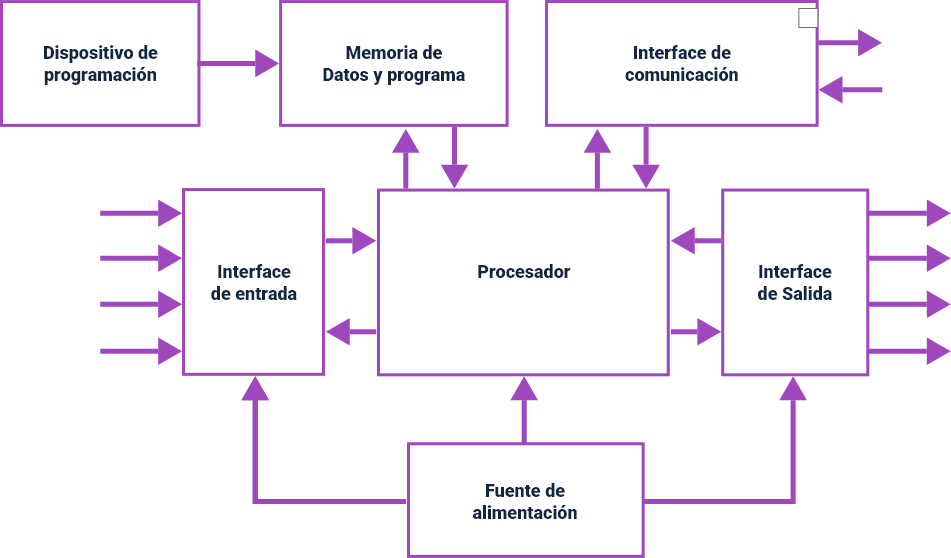 Dispositivo de
programación
Memoria de
Datos y programa
Interface de
comunicación
Interface
de entrada
Procesador
Interface
de Salida
Fuente de
alimentación